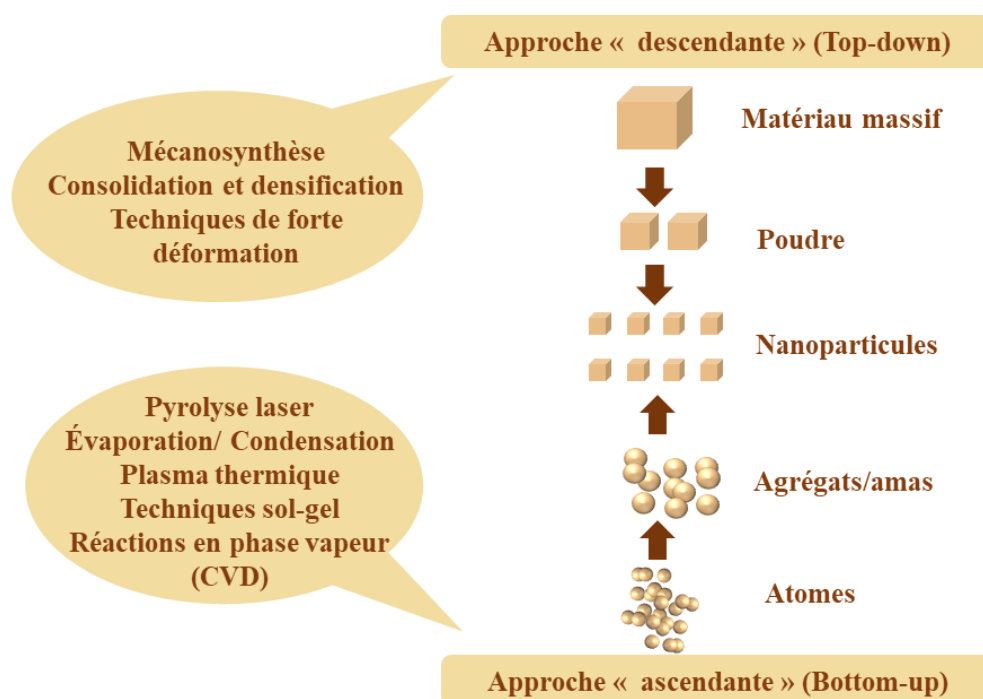 Approche «  descendante » (Top-down)
Mécanosynthèse
Consolidation et densification
Techniques de forte
déformation
Matériau massif
Poudre
Nanoparticules
Pyrolyse laser
Évaporation/ Condensation
Plasma thermique
Techniques sol-gel
Réactions en phase vapeur
(CVD)
Agrégats/amas
Atomes
Approche «  ascendante » (Bottom-up)